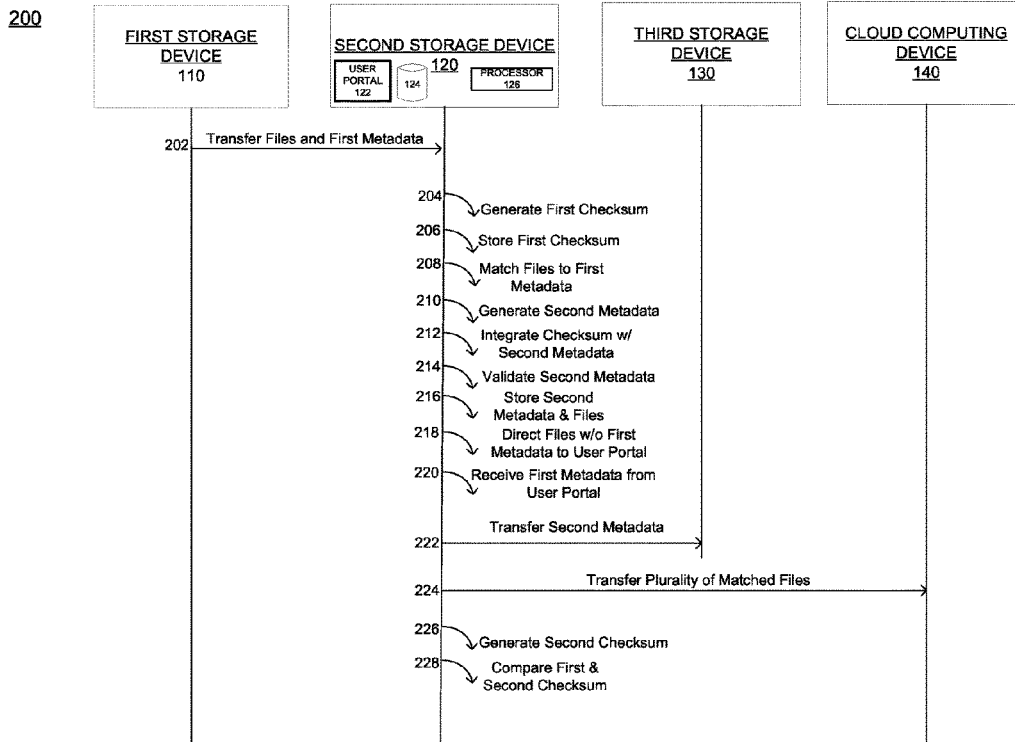 200
FIRST STORAGE
DEVICE
110
SECOND STORAGE DEVICE
120
USER
PORTAL
122
124
PROCESSOR
126
THIRD STORAGE
DEVICE
130
CLOUD COMPUTING
DEVICE
140
202
Transfer Files and First Metadata
204
Generate First Checksum
206
Store First Checksum
208
Match Files to First
Metadata
210
Generate Second Metadata
212
Integrate Checksum w/
Second Metadata
214
Validate Second Metadata
216
Store Second
Metadata & Files
218
Direct Files w/o First
Metadata to User Portal
220
Receive First Metadata from
User Portal
222
Transfer Second Metadata
224
Transfer Plurality of Matched Files
226
Generate Second Checksum
228
Compare First &
Second Checksum